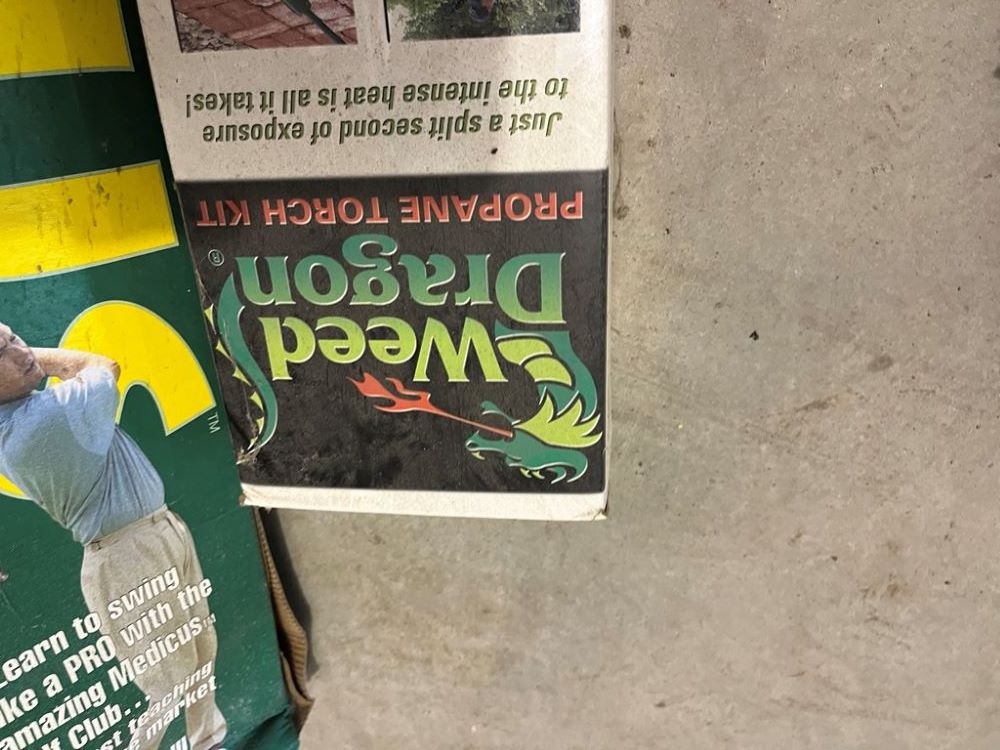 Weed
Dragon®
PROPANE TORCH KIT
Just a split second of exposure
to the intense heat is all it takes!
TM
Learn to swing
like a PRO with the
amazing Medicus™
Club...
teaching
market